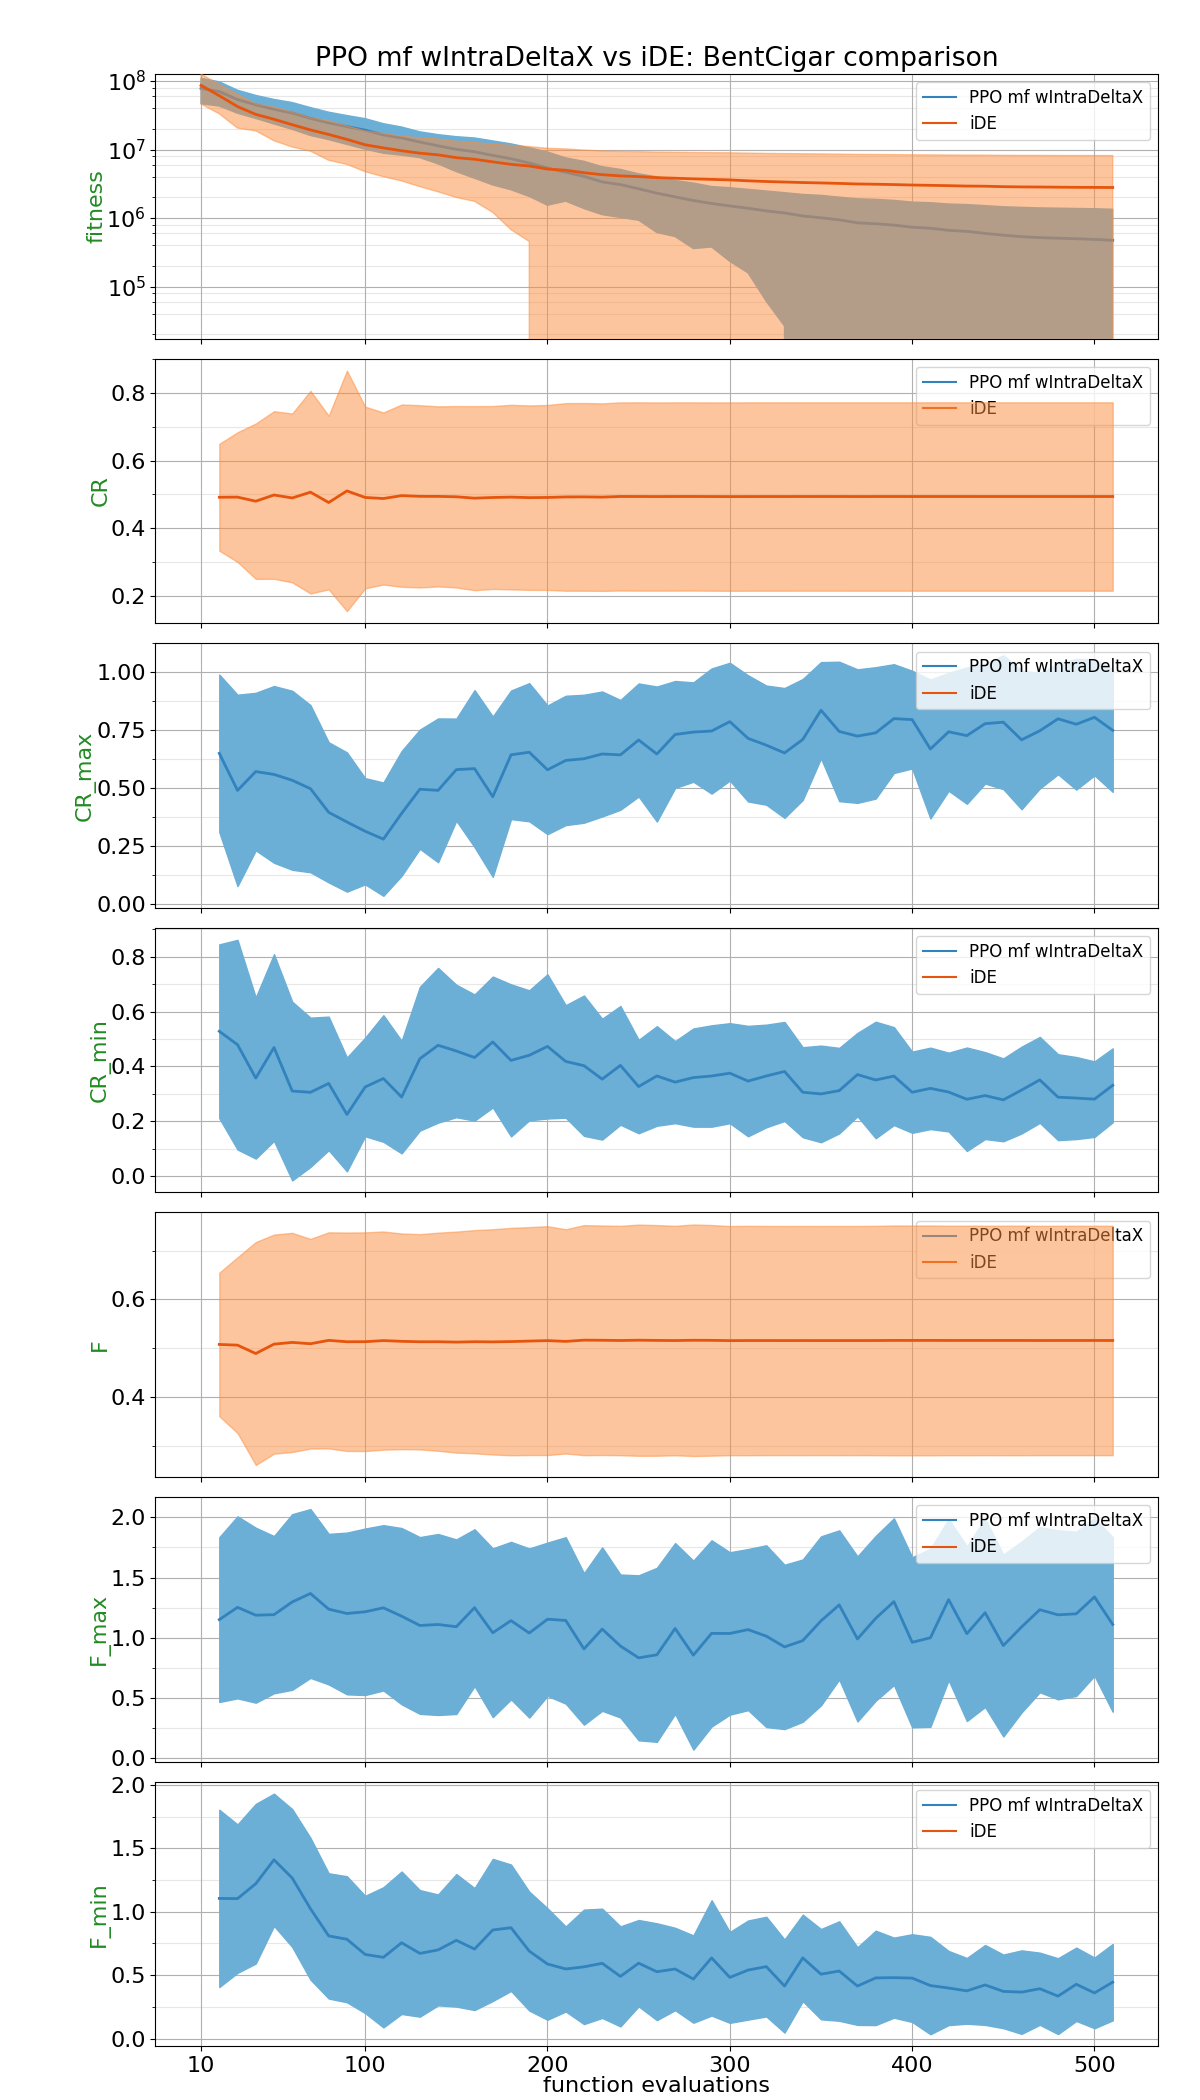 PPO mf wIntraDeltaX vs iDE: BentCigar comparison
fitness
10^8
10^7
10^6
10^5
PPO mf wIntraDeltaX
iDE
CR
0.8
0.6
0.4
0.2
PPO mf wIntraDeltaX
iDE
CR_max
1.00
0.75
0.50
0.25
0.00
PPO mf wIntraDeltaX
iDE
CR_min
0.8
0.6
0.4
0.2
0.0
PPO mf wIntraDeltaX
iDE
F
0.6
0.4
PPO mf wIntraDeltaX
iDE
F_max
2.0
1.5
1.0
0.5
0.0
PPO mf wIntraDeltaX
iDE
F_min
2.0
1.5
1.0
0.5
0.0
PPO mf wIntraDeltaX
iDE
10 100 200 300 400 500
function evaluations